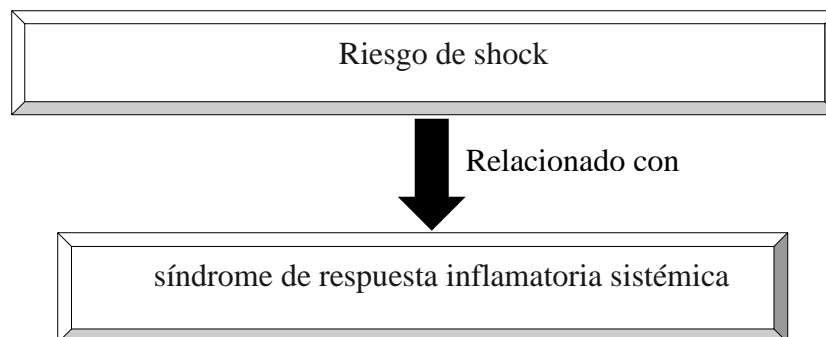 Riesgo de shock
Relacionado con
síndrome de respuesta inflamatoria sistémica